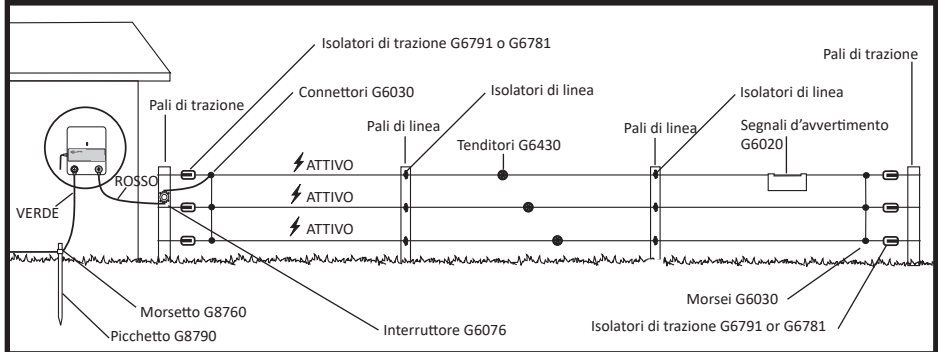 Isolatori di trazione G6791 o G6781
Pali di trazione
Pali di trazione
Connettori G6030
Isolatori di linea
Isolatori di linea
Pali di linea
Tenditori G6430
Pali di linea
Segnali d’avvertimento
G6020
ATTIVO
ROSSO
ATTIVO
VERDE
ATTIVO
Morsetto G8760
Picchetto G8790
Interruttore G6076
Morsei G6030
Isolatori di trazione G6791 or G6781